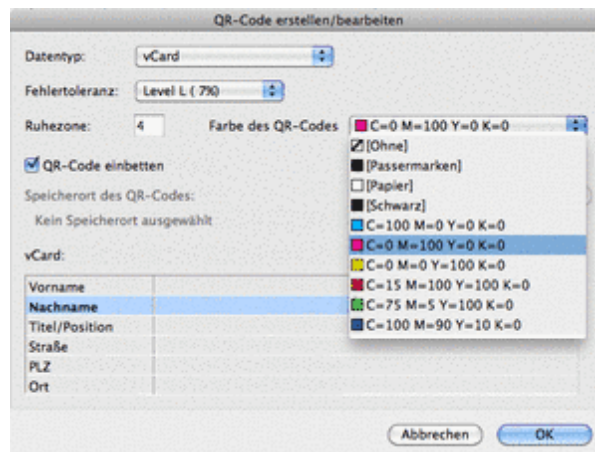 QR-Code erstellen/bearbeiten
Datentyp: vCard
Fehlertoleranz: Level L ( 7%)
Ruhezone: 4 Farbe des QR-Codes C=0 M=100 Y=0 K=0
[Ohne]
QR-Code einbetten
[Passermarken]
[Papier]
Speicherort des QR-Codes:
[Schwarz]
Kein Speicherort ausgewählt
C=100 M=0 Y=0 K=0
C=0 M=100 Y=0 K=0
vCard:
C=0 M=0 Y=100 K=0
Vorname
C=15 M=100 Y=100 K=0
Nachname
C=75 M=5 Y=100 K=0
Titel/Position
C=100 M=90 Y=10 K=0
Straße
PLZ
Ort
Abbrechen OK